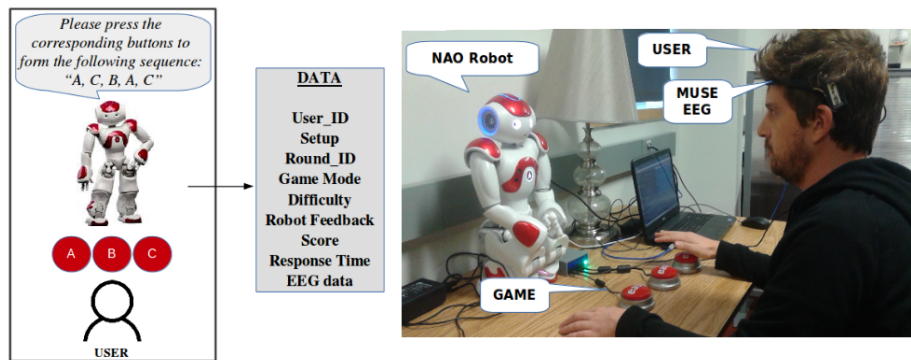 Please press the
corresponding buttons to
form the following sequence:
“A, C, B, A, C”
A B C
USER
DATA
User_ID
Setup
Round_ID
Game Mode
Difficulty
Robot Feedback
Score
Response Time
EEG data
NAO Robot
USER
MUSE
EEG
GAME